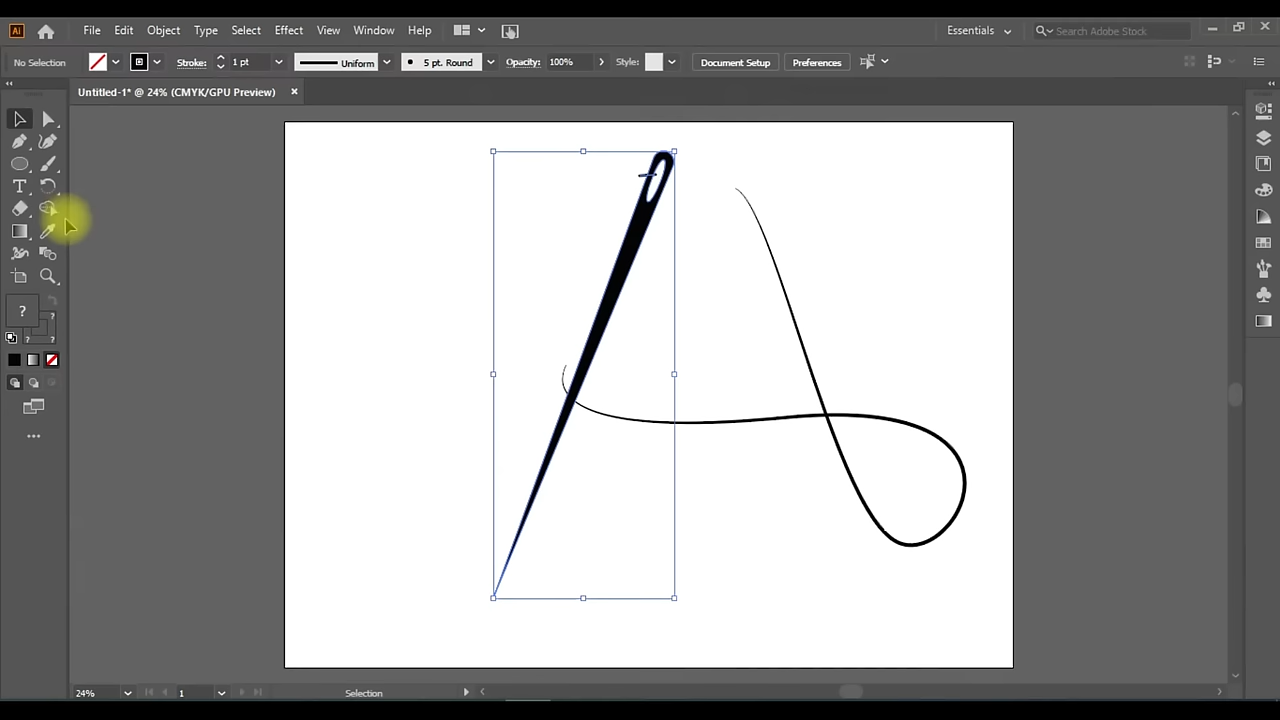 Ai File Edit Object Type Select Effect View Window Help Essentials Search Adobe Stock
No Selection Stroke: 1 pt Uniform 5 pt. Round Opacity: 100% Style: Document Setup Preferences
Untitled-1* @ 24% (CMYK/GPU Preview)
T
?
?
?
?
24% 1 Selection